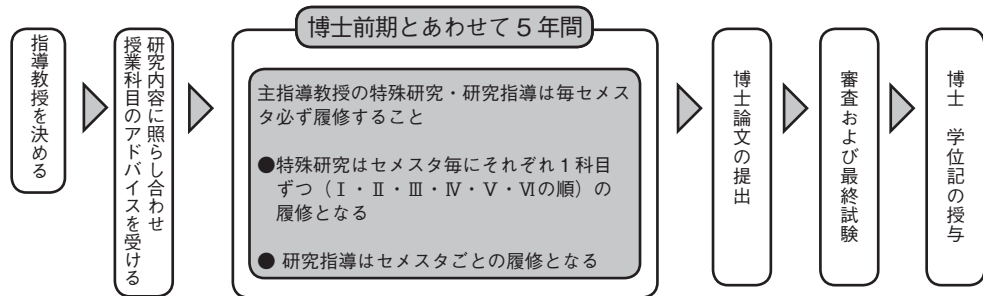 指導教授を決める
研究内容に照らし合わせ
授業科目のアドバイスを受ける
博士前期とあわせて5年間
主指導教授の特殊研究・研究指導は毎セメス
タ必ず履修すること
●特殊研究はセメスタ毎にそれぞれ1科目
ずつ(Ⅰ・Ⅱ・Ⅲ・Ⅳ・Ⅴ・Ⅵの順)の
履修となる
● 研究指導はセメスタごとの履修となる
博士論文の提出
審査および最終試験
博士 学位記の授与